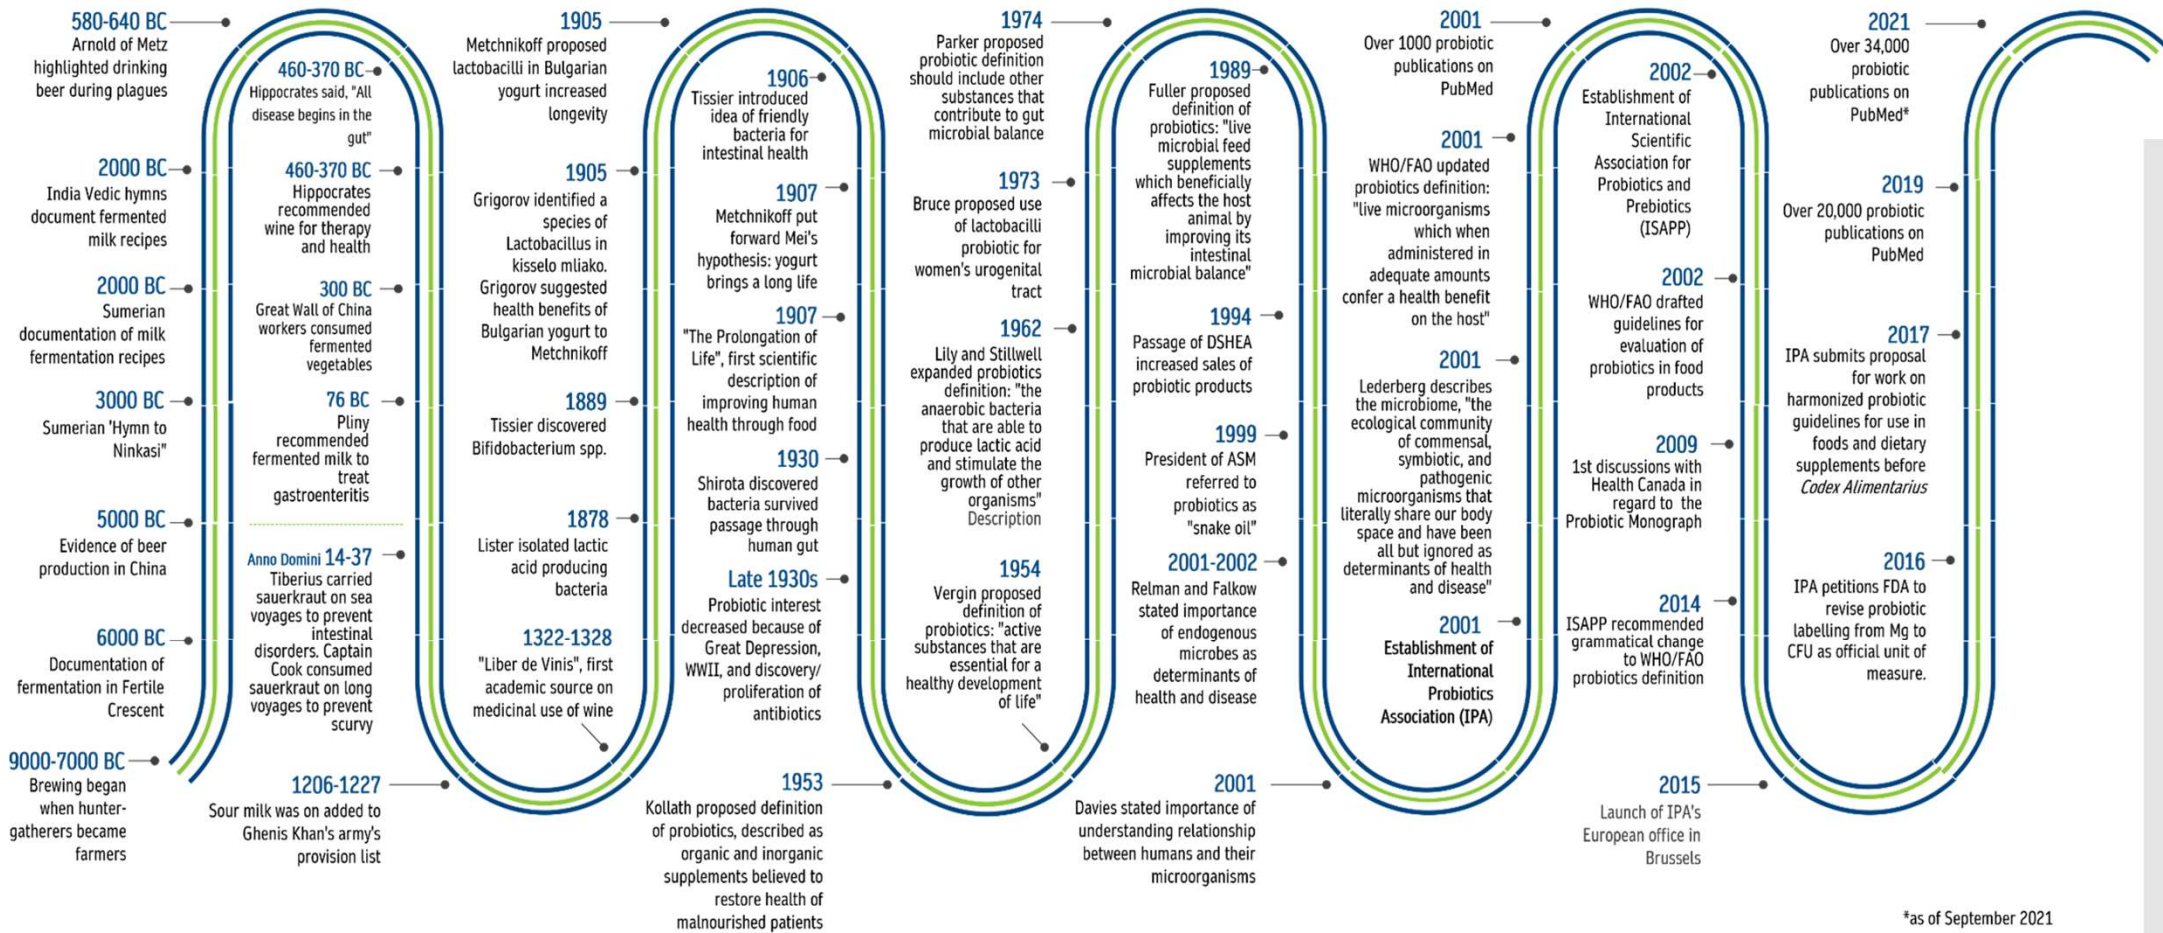 580-640 BC
Arnold of Metz
highlighted drinking
beer during plagues
2000 BC
India Vedic hymns
document fermented
milk recipes
2000 BC
Sumerian
documentation of milk
fermentation recipes
3000 BC
Sumerian 'Hymn to
Ninkasi"
5000 BC
Evidence of beer
production in China
6000 BC
Documentation of
fermentation in Fertile
Crescent
9000-7000 BC
Brewing began
when hunter-
gatherers became
farmers
460-370 BC
Hippocrates said, "All
disease begins in the
gut"
460-370 BC
Hippocrates
recommended
wine for therapy
and health
300 BC
Great Wall of China
workers consumed
fermented
vegetables
76 BC
Pliny
recommended
fermented milk to
treat
gastroenteritis
Anno Domini 14-37
Tiberius carried
sauerkraut on sea
voyages to prevent
intestinal
disorders. Captain
Cook consumed
sauerkraut on long
voyages to prevent
scurvy
1206-1227
Sour milk was on added to
Ghenis Khan's army's
provision list
1905
Metchnikoff proposed
lactobacilli in Bulgarian
yogurt increased
longevity
1905
Grigorov identified a
species of
Lactobacillus in
kisselo mliako.
Grigorov suggested
health benefits of
Bulgarian yogurt to
Metchnikoff
1889
Tissier discovered
Bifidobacterium spp.
1878
Lister isolated lactic
acid producing
bacteria
1322-1328
"Liber de Vinis", first
academic source on
medicinal use of wine
1906
Tissier introduced
idea of friendly
bacteria for
intestinal health
1907
Metchnikoff put
forward Mei's
hypothesis: yogurt
brings a long life
1907
"The Prolongation of
Life", first scientific
description of
improving human
health through food
1930
Shirota discovered
bacteria survived
passage through
human gut
Late 1930s
Probiotic interest
decreased because of
Great Depression,
WWII, and discovery/
proliferation of
antibiotics
1953
Kollath proposed definition
of probiotics, described as
organic and inorganic
supplements believed to
restore health of
malnourished patients
1974
Parker proposed
probiotic definition
should include other
substances that
contribute to gut
microbial balance
1973
Bruce proposed use
of lactobacilli
probiotic for
women's urogenital
tract
1962
Lily and Stillwell
expanded probiotics
definition: "the
anaerobic bacteria
that are able to
produce lactic acid
and stimulate the
growth of other
organisms"
Description
1954
Vergin proposed
definition of
probiotics: "active
substances that are
essential for a
healthy development
of life"
1989
Fuller proposed
definition of
probiotics: "live
microbial feed
supplements
which beneficially
affects the host
animal by
improving its
intestinal
microbial balance"
1994
Passage of DSHEA
increased sales of
probiotic products
1999
President of ASM
referred to
probiotics as
"snake oil"
2001-2002
Relman and Falkow
stated importance
of endogenous
microbes as
determinants of
health and disease
2001
Davies stated importance of
understanding relationship
between humans and their
microorganisms
2001
Over 1000 probiotic
publications on
PubMed
2001
WHO/FAO updated
probiotics definition:
"live microorganisms
which when
administered in
adequate amounts
confer a health benefit
on the host"
2001
Lederberg describes
the microbiome, "the
ecological community
of commensal,
symbiotic, and
pathogenic
microorganisms that
literally share our body
space and have been
all but ignored as
determinants of health
and disease"
2001
Establishment of
International
Probiotics
Association (IPA)
2002
Establishment of
International
Scientific
Association for
Probiotics and
Prebiotics
(ISAPP)
2002
WHO/FAO drafted
guidelines for
evaluation of
probiotics in food
products
2009
1st discussions with
Health Canada in
regard to the
Probiotic Monograph
2014
ISAPP recommended
grammatical change
to WHO/FAO
probiotics definition
2015
Launch of IPA's
European office in
Brussels
2021
Over 34,000
probiotic
publications on
PubMed*
2019
Over 20,000 probiotic
publications on
PubMed
2017
IPA submits proposal
for work on
harmonized probiotic
guidelines for use in
foods and dietary
supplements before
Codex Alimentarius
2016
IPA petitions FDA to
revise probiotic
labelling from Mg to
CFU as official unit of
measure.
*as of September 2021